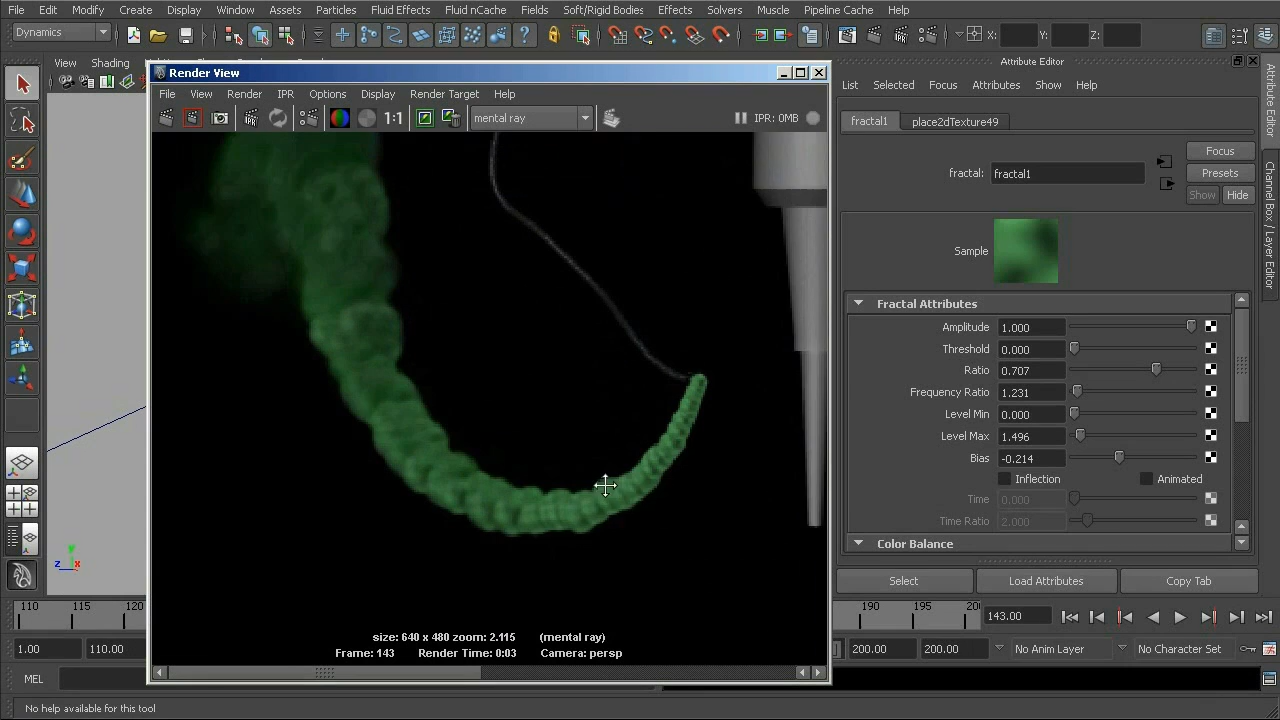 File Edit Modify Create Display Window Assets Animate Geometry Cache Particles Fluid Effects Fluid nCache Fields Soft/Rigid Bodies Effects Solvers Muscle Pipeline Cache Help
Dynamics X: Y: Z:
View Shading
Render View
File View Render IPR Options Display Render Target Help
1:1 mental ray IPR: 0MB
size: 640 x 480 zoom: 2.115 (mental ray)
Frame: 143 Render Time: 0:03 Camera: persp
Attribute Editor
List Selected Focus Attributes Show Help
fractal1 place2dTexture49
fractal: fractal1
Focus
Presets
Show Hide
Sample
Fractal Attributes
Amplitude 1.000
Threshold 0.000
Ratio 0.707
Frequency Ratio 1.231
Level Min 0.000
Level Max 1.496
Bias -0.214
Inflection Animated
Time 0.000
Time Ratio 2.000
Color Balance
Select Load Attributes Copy Tab
Attribute Editor
Channel Box / Layer Editor
y
z x
110 115 120 190 195 200 143.00
1.00 110.00 200.00 200.00 No Anim Layer No Character Set
MEL
No help available for this tool